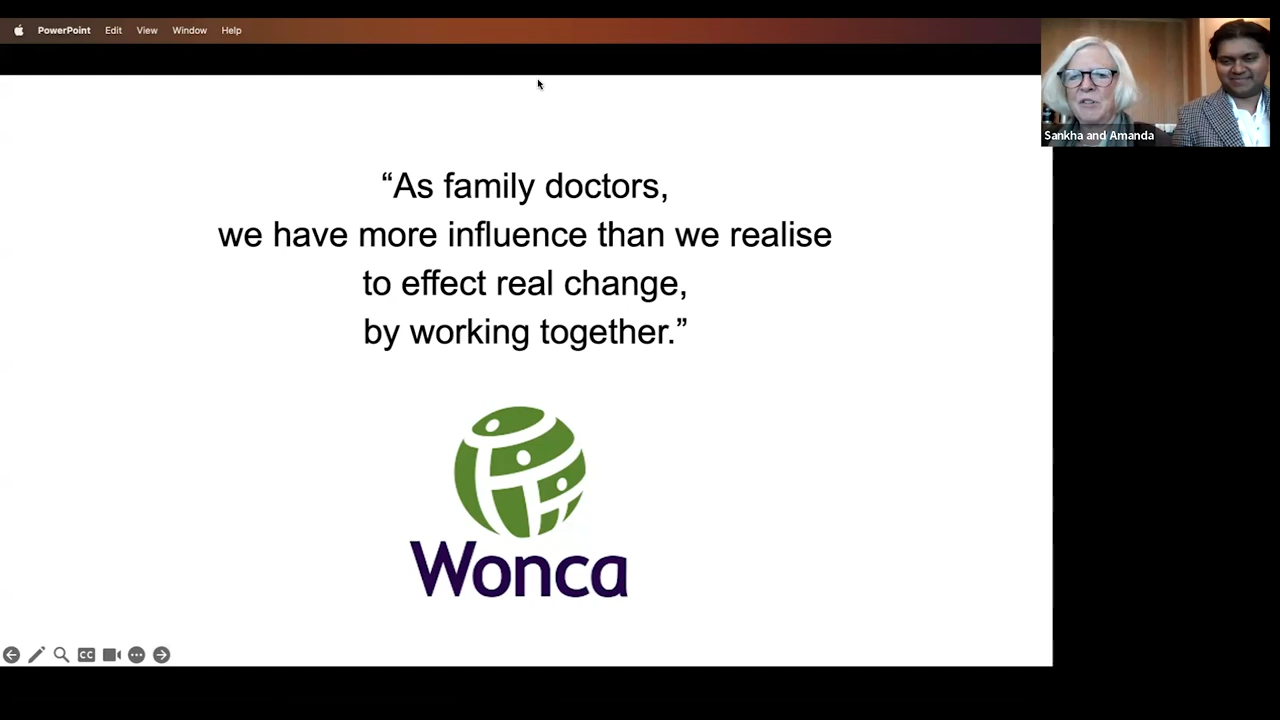 PowerPoint Edit View Window Help
Sankha and Amanda
“As family doctors,
we have more influence than we realise
to effect real change,
by working together.”
Wonca
CC